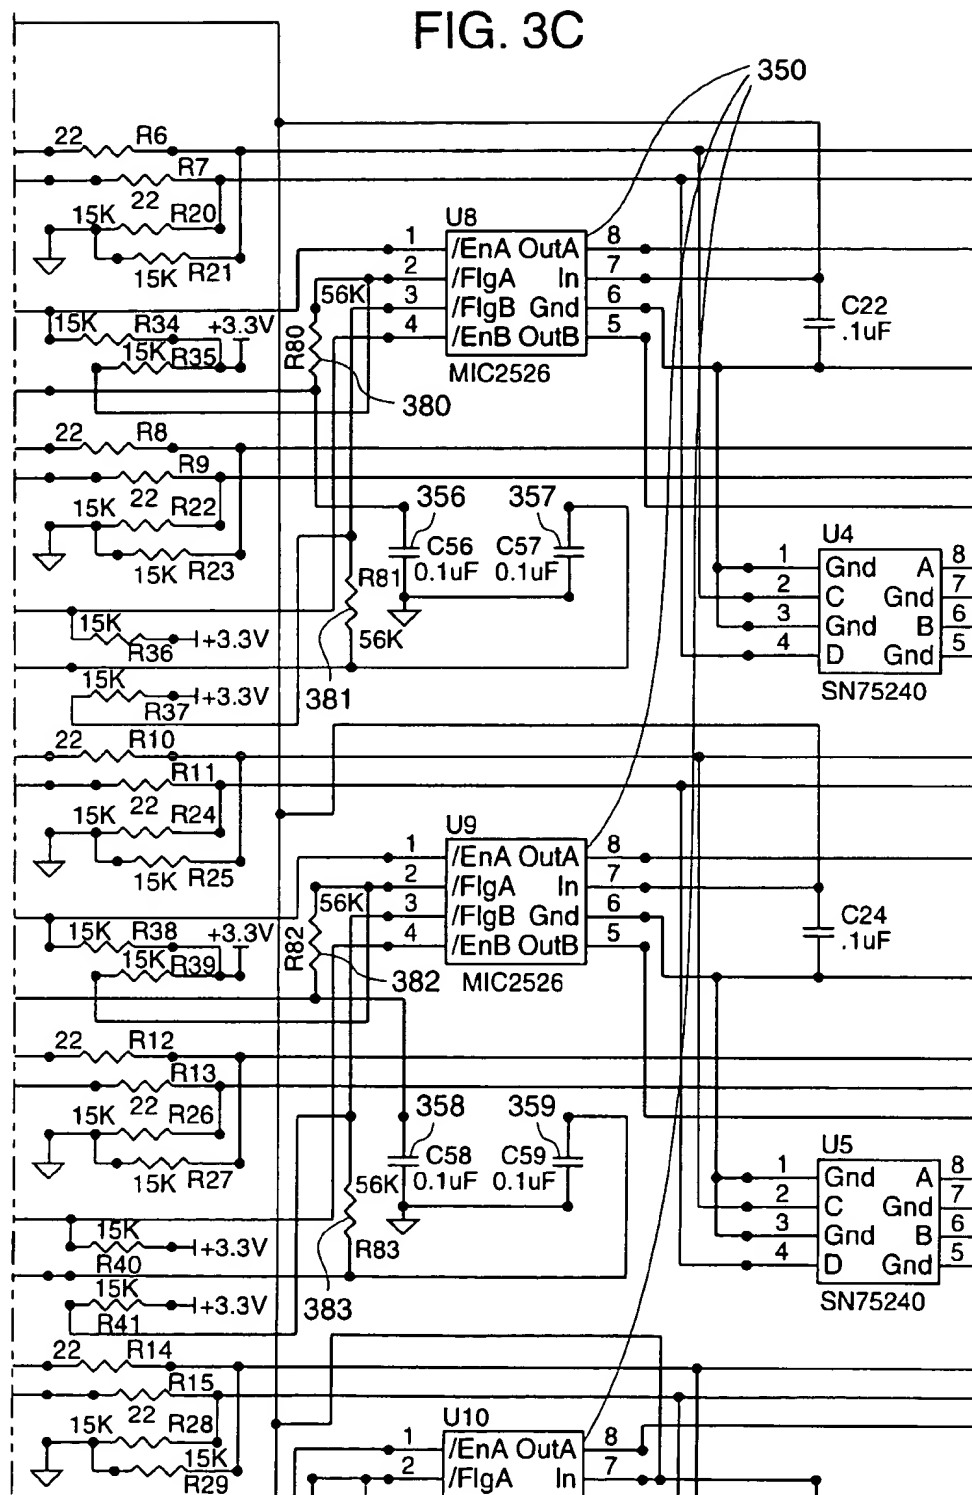 FIG. 3C
350
22 R6
R7
22
15K R20
15K R21
U8
1 /EnA OutA 8
2 /FlgA In 7
3 /FlgB Gnd 6
4 /EnB OutB 5
MIC2526
56K
R80
380
C22
.1uF
15K R34 +3.3V
15K R35
22 R8
R9
22
15K R22
15K R23
356
357
C56
0.1uF
C57
0.1uF
R81
56K
381
U4
1 Gnd A 8
2 C Gnd 7
3 Gnd B 6
4 D Gnd 5
SN75240
15K
R36
+3.3V
15K
R37
+3.3V
22 R10
R11
22
15K R24
15K R25
U9
1 /EnA OutA 8
2 /FlgA In 7
3 /FlgB Gnd 6
4 /EnB OutB 5
MIC2526
56K
R82
382
C24
.1uF
15K R38 +3.3V
15K R39
22 R12
R13
22
15K R26
15K R27
358
359
C58
0.1uF
C59
0.1uF
56K
R83
383
U5
1 Gnd A 8
2 C Gnd 7
3 Gnd B 6
4 D Gnd 5
SN75240
15K
R40
+3.3V
15K
R41
+3.3V
22 R14
R15
22
15K R28
15K
R29
U10
1 /EnA OutA 8
2 /FlgA In 7